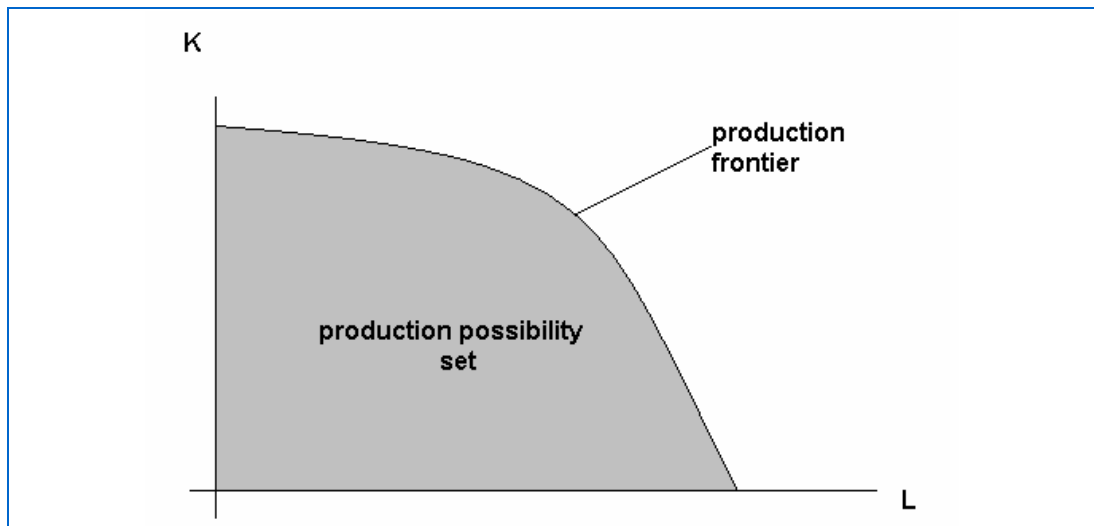 K
production
frontier
production possibility
set
L